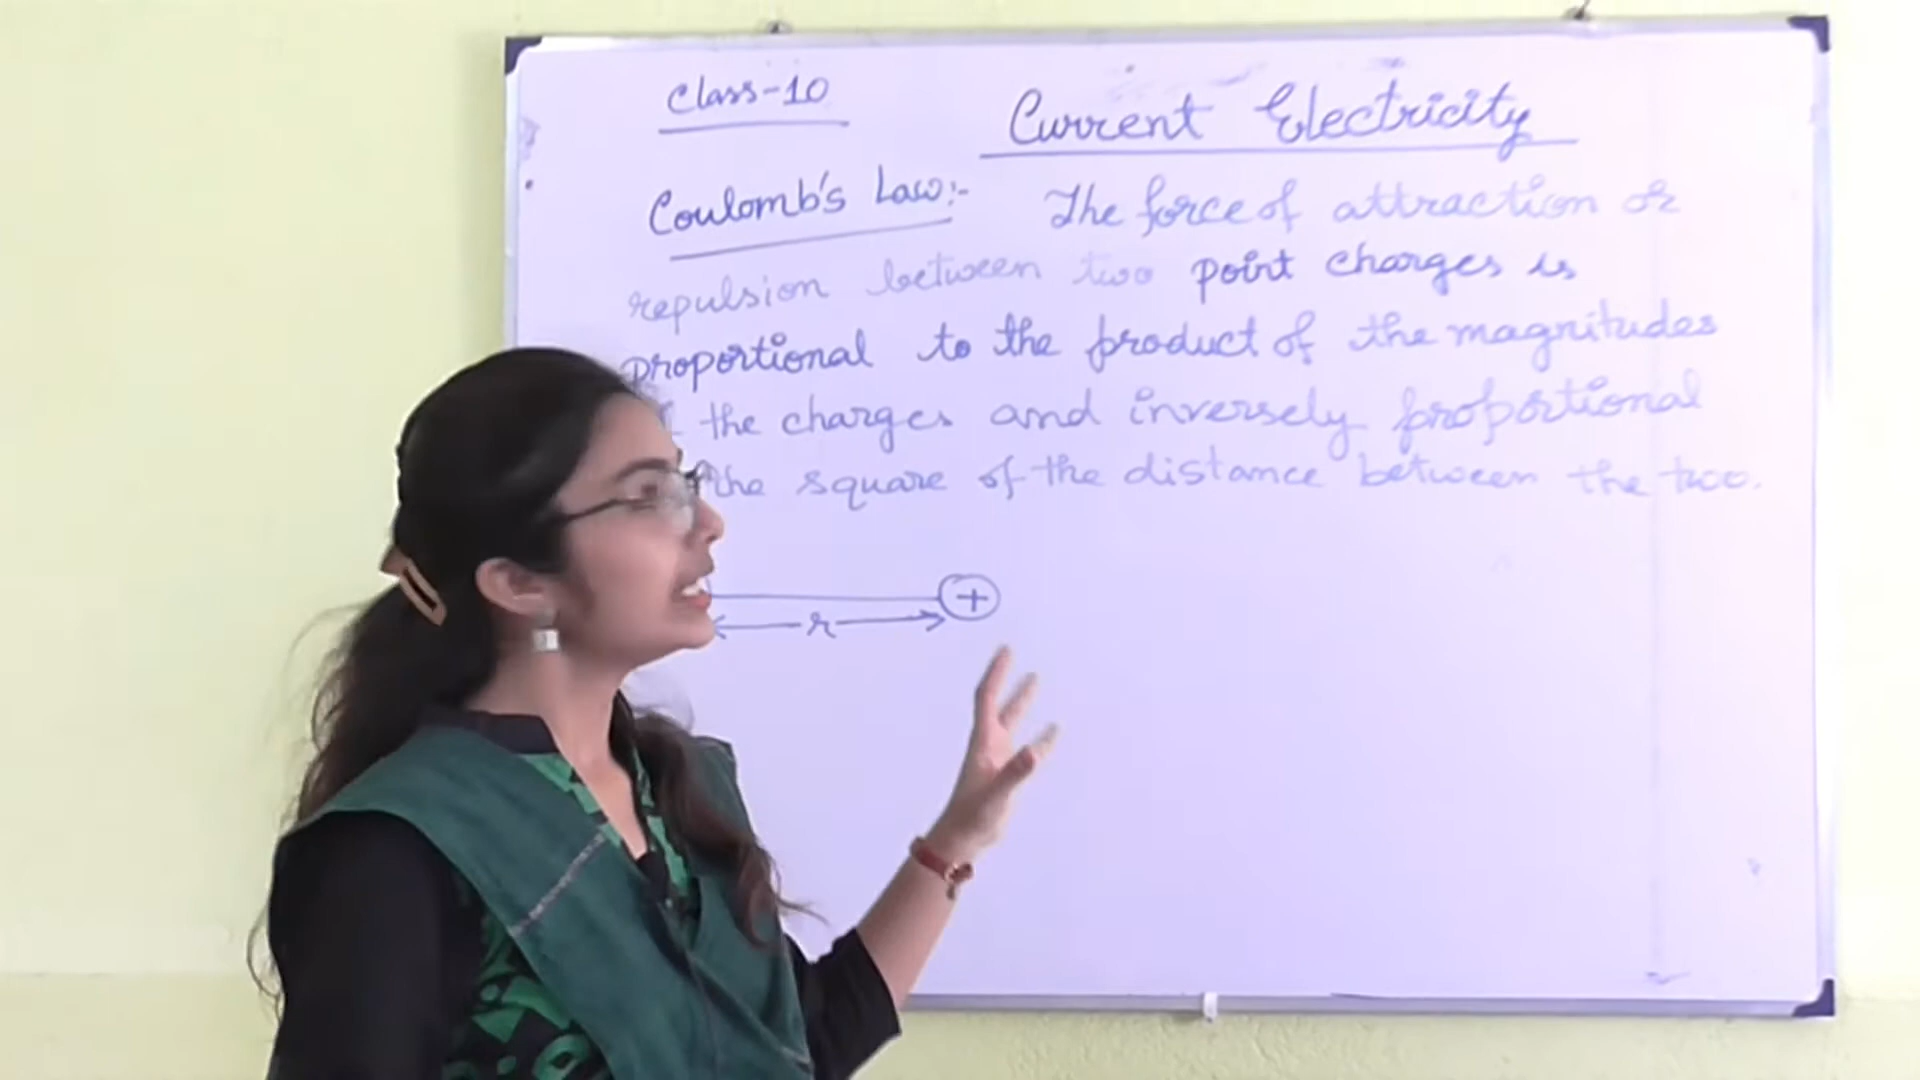 Class-10
Current Electricity
Coulomb's Law:- The force of attraction or
repulsion between two point charges is
proportional to the product of the magnitudes
the charges and inversely proportional
the square of the distance between the two.
+
r